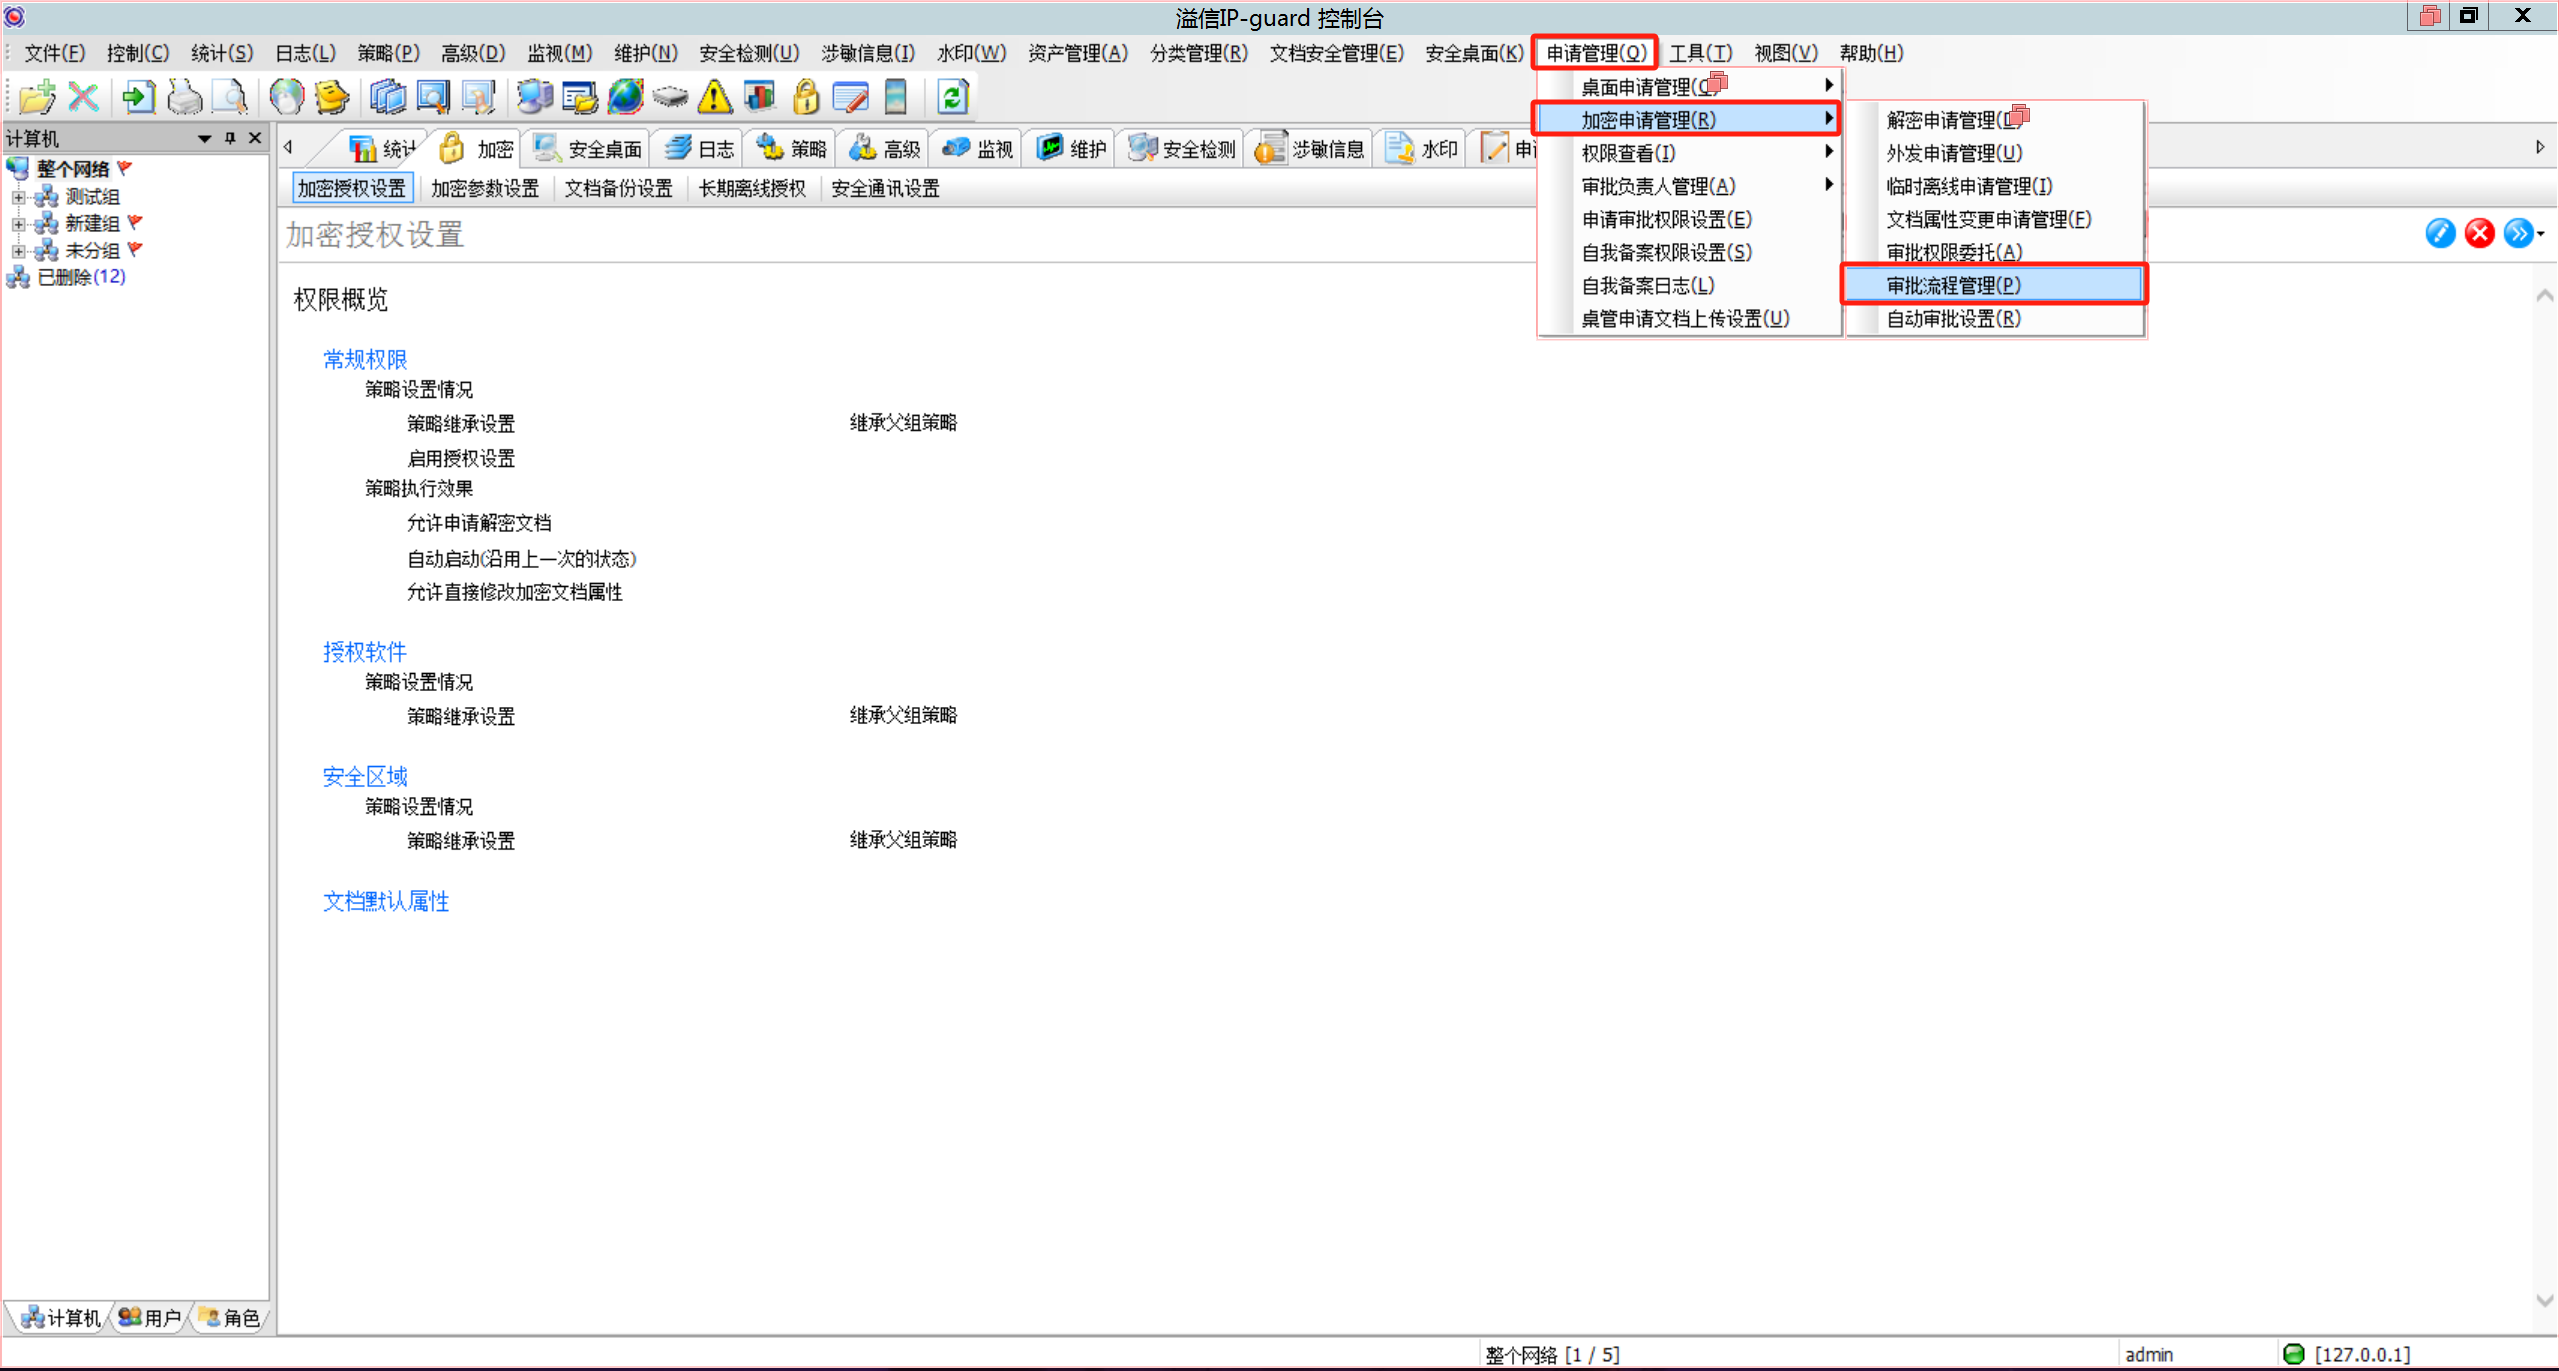 溢信IP-guard 控制台
文件(F) 控制(C) 统计(S) 日志(L) 策略(P) 高级(D) 监视(M) 维护(N) 安全检测(U) 涉敏信息(I) 水印(W) 资产管理(A) 分类管理(R) 文档安全管理(E) 安全桌面(K) 申请管理(Q) 工具(T) 视图(V) 帮助(H)
计算机
整个网络
测试组
新建组
未分组
已删除(12)
统计 加密 安全桌面 日志 策略 高级 监视 维护 安全检测 涉敏信息 水印
加密授权设置 加密参数设置 文档备份设置 长期离线授权 安全通讯设置
加密授权设置
桌面申请管理
加密申请管理(R)
权限查看(I)
审批负责人管理(A)
申请审批权限设置(E)
自我备案权限设置(S)
自我备案日志(L)
桌管申请文档上传设置(U)
解密申请管理
外发申请管理(U)
临时离线申请管理(I)
文档属性变更申请管理(F)
审批权限委托(A)
审批流程管理(P)
自动审批设置(R)
权限概览
常规权限
策略设置情况
策略继承设置 继承父组策略
启用授权设置
策略执行效果
允许申请解密文档
自动启动(沿用上一次的状态)
允许直接修改加密文档属性
授权软件
策略设置情况
策略继承设置 继承父组策略
安全区域
策略设置情况
策略继承设置 继承父组策略
文档默认属性
计算机 用户 角色
整个网络 [1 / 5] admin [127.0.0.1]